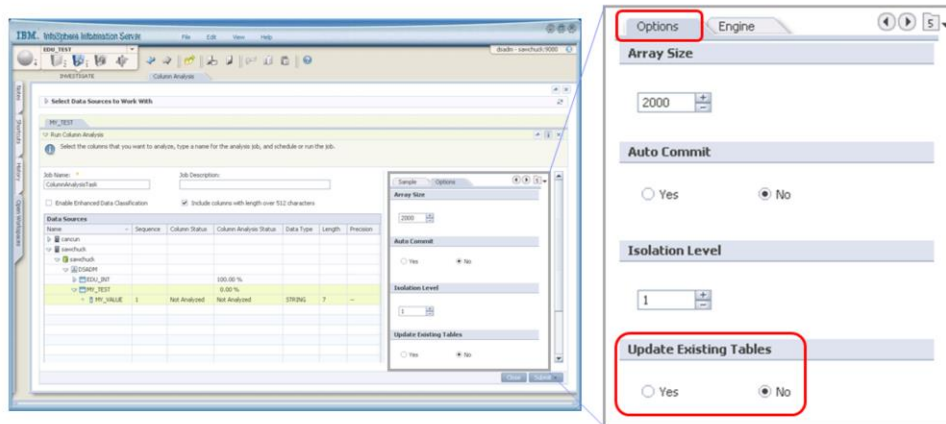 IBM. InfoSphere Information Server
File Edit View Help
EDU_TEST
dsadm - sawchuck:9080
INVESTIGATE Column Analysis
Notes
Shortcuts
History
Open Workspaces
Select Data Sources to Work With
MY_TEST
Run Column Analysis
Select the columns that you want to analyze, type a name for the analysis job, and schedule or run the job.
Job Name: * Job Description:
ColumnAnalysisTask
Enable Enhanced Data Classification Include columns with length over 512 characters
Data Sources
Name Sequence Column Status Column Analysis Status Data Type Length Precision
cancun
sawchuck
sawchuck
DSADM
EDU_INT 100.00 %
MY_TEST 0.00 %
MY_VALUE 1 Not Analyzed Not Analyzed STRING 7 --
Sample Options 5
Array Size
2000
Auto Commit
Yes No
Isolation Level
1
Update Existing Tables
Yes No
Close Submit
Options Engine 5
Array Size
2000
Auto Commit
Yes No
Isolation Level
1
Update Existing Tables
Yes No